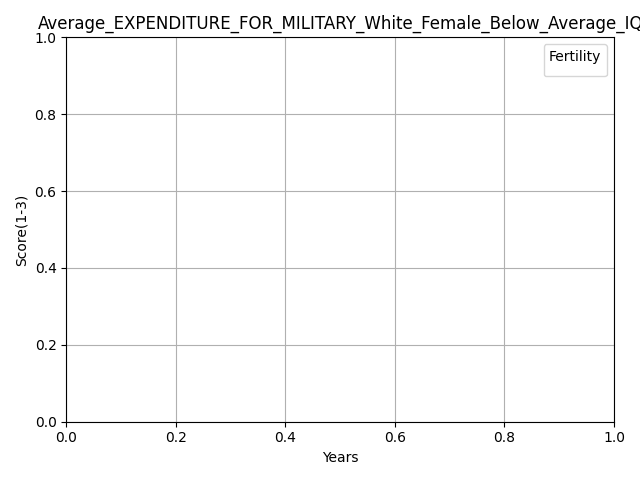 Average_EXPENDITURE_FOR_MILITARY_White_Female_Below_Average_IQ
Fertility
Score(1-3)
1.0
0.8
0.6
0.4
0.2
0.0
0.0 0.2 0.4 0.6 0.8 1.0
Years